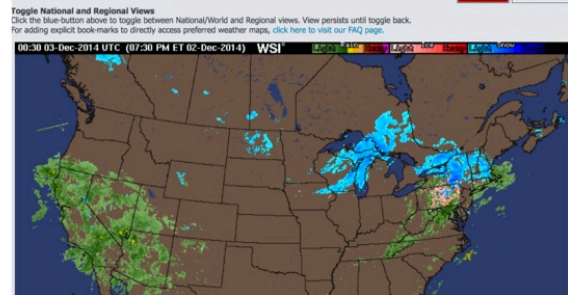 Toggle National and Regional Views
Click the blue-button above to toggle between National/World and Regional views. View persists until toggle back.
For adding explicit book-marks to directly access preferred weather maps, click here to visit our FAQ page.
00:30 03-Dec-2014 UTC (07:30 PM ET 02-Dec-2014) WSI Light Rain Heavy Light Ice Heavy Light Snow